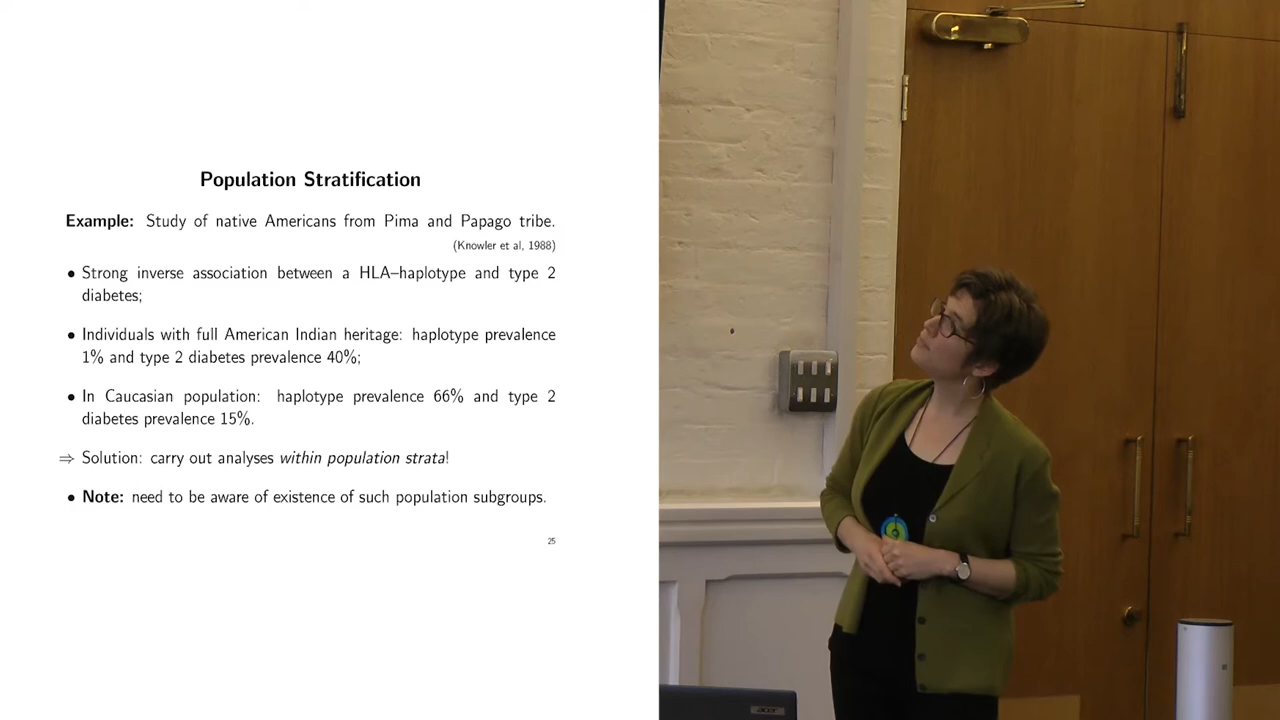 Population Stratification
Example: Study of native Americans from Pima and Papago tribe.
(Knowler et al, 1988)
• Strong inverse association between a HLA–haplotype and type 2
diabetes;
• Individuals with full American Indian heritage: haplotype prevalence
1% and type 2 diabetes prevalence 40%;
• In Caucasian population: haplotype prevalence 66% and type 2
diabetes prevalence 15%.
⇒ Solution: carry out analyses within population strata!
• Note: need to be aware of existence of such population subgroups.
25
acer